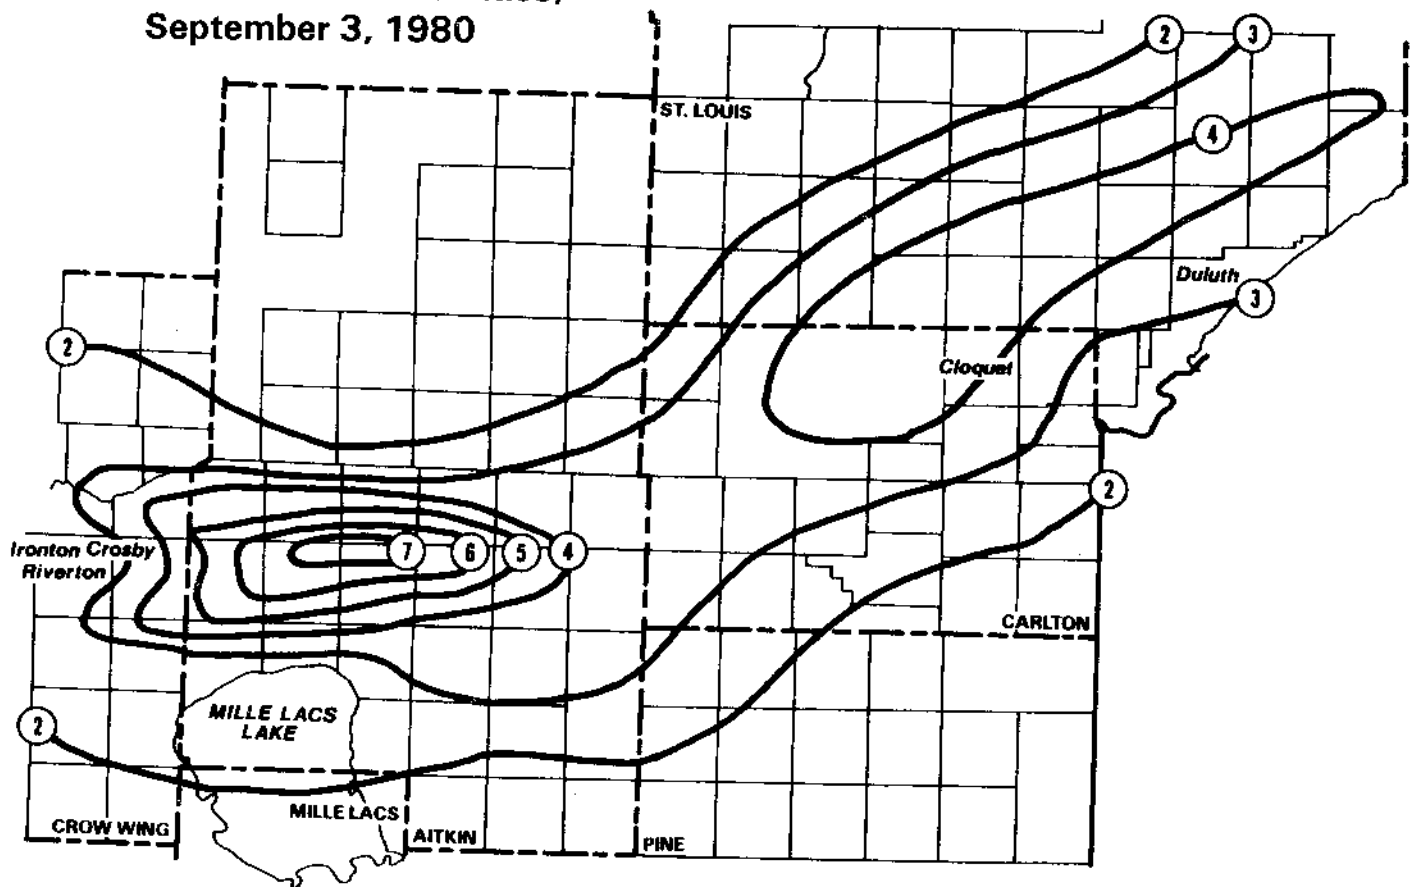 September 3, 1980
2
3
ST. LOUIS
4
Duluth
3
2
Cloquet
2
Ironton Crosby
Riverton
7
6
5
4
CARLTON
2
MILLE LACS
LAKE
MILLE LACS
CROW WING
AITKIN
PINE